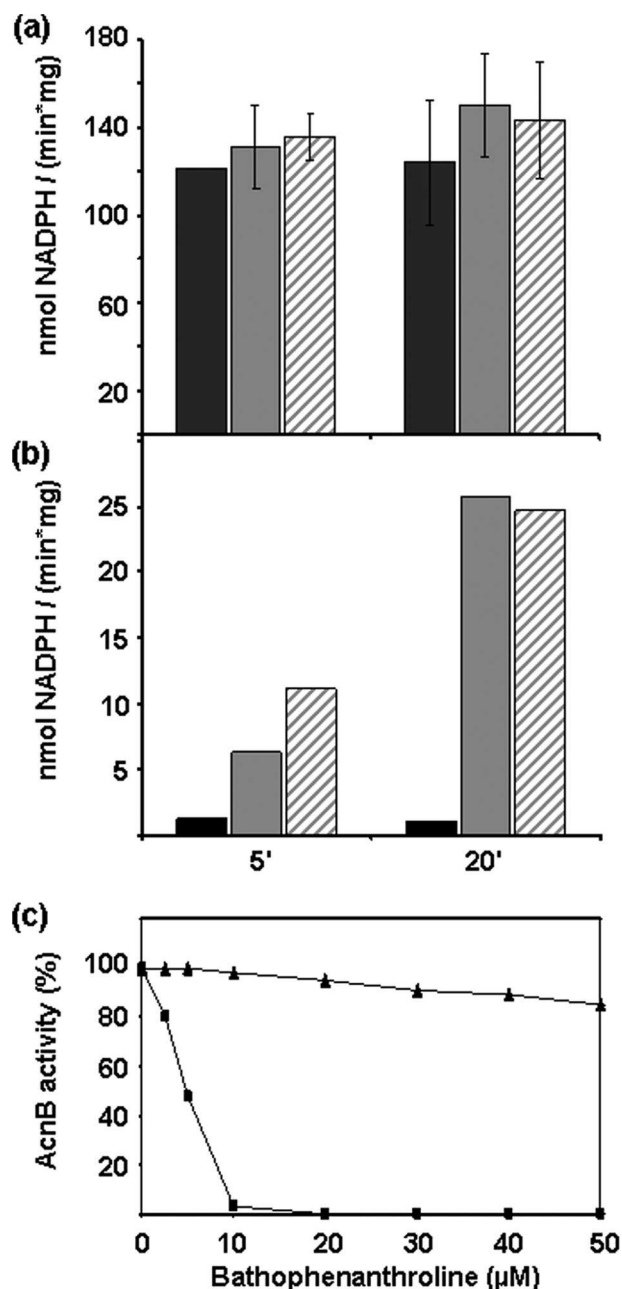 (a)
180
140
100
60
20
nmol NADPH / (min*mg)
(b)
25
20
15
10
5
nmol NADPH / (min*mg)
5' 20'
(c)
100
80
60
40
20
AcnB activity (%)
0 10 20 30 40 50
Bathophenanthroline (µM)